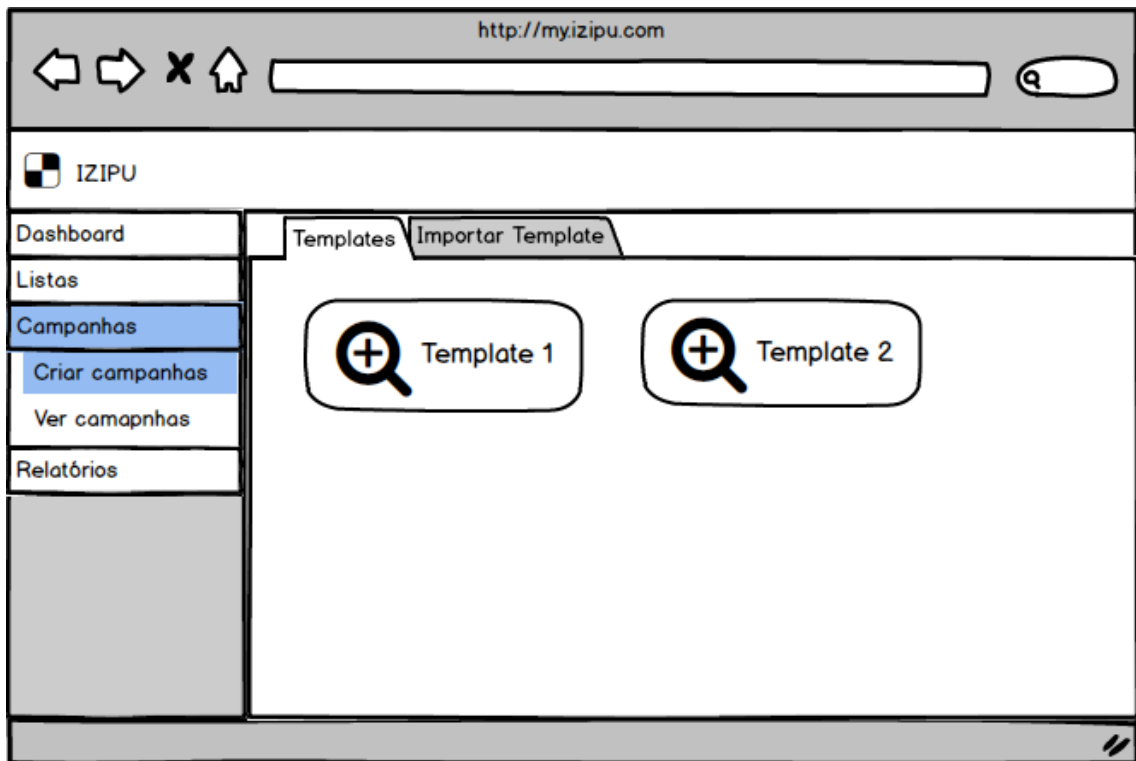 http://my.izipu.com
IZIPU
Dashboard
Listas
Campanhas
Criar campanhas
Ver camapnhas
Relatórios
Templates
Importar Template
Template 1
Template 2